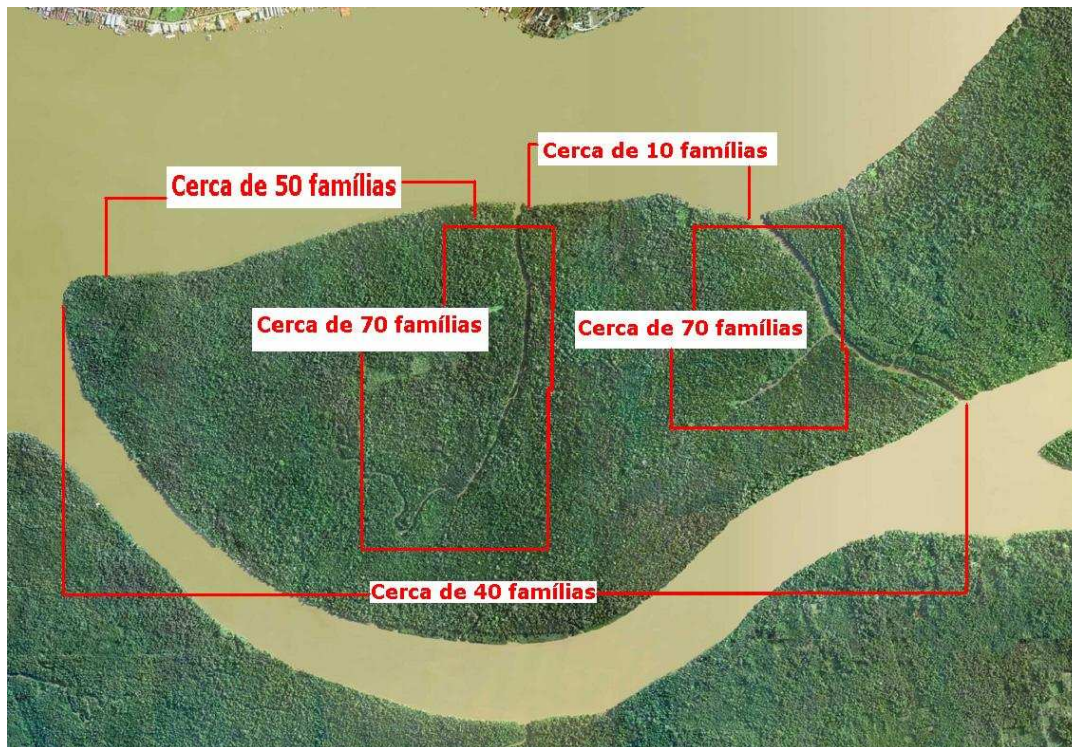 Cerca de 10 famílias
Cerca de 50 famílias
Cerca de 70 famílias
Cerca de 70 famílias
Cerca de 40 famílias